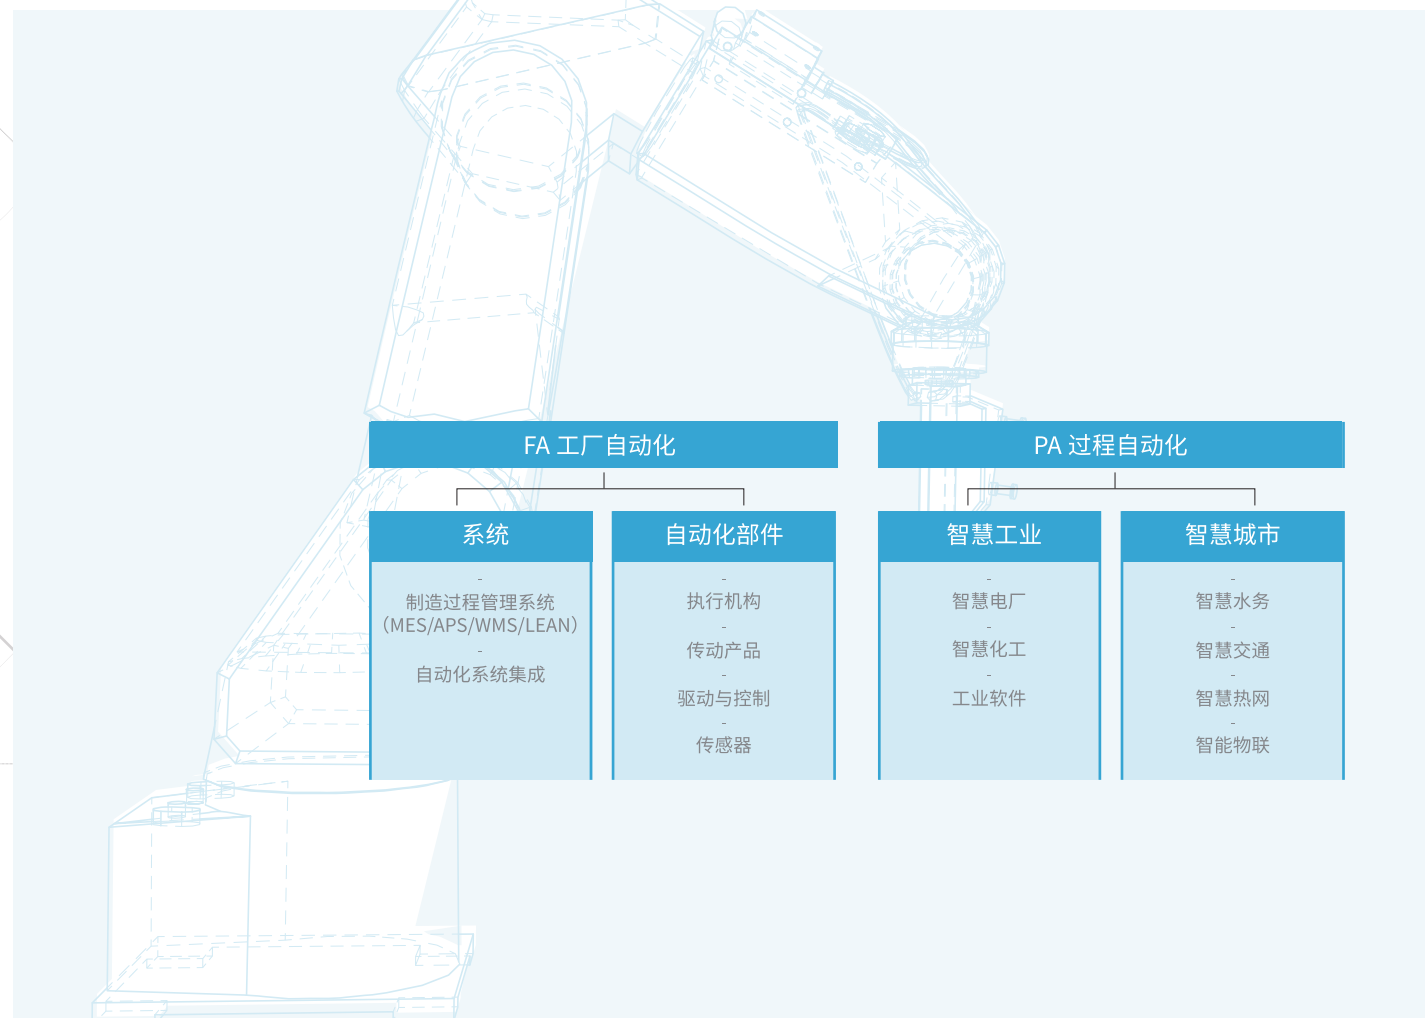 FA 工厂自动化
系统
-
制造过程管理系统
（MES/APS/WMS/LEAN）
-
自动化系统集成
自动化部件
-
执行机构
-
传动产品
-
驱动与控制
-
传感器
PA 过程自动化
智慧工业
-
智慧电厂
-
智慧化工
-
工业软件
智慧城市
-
智慧水务
-
智慧交通
-
智慧热网
-
智能物联